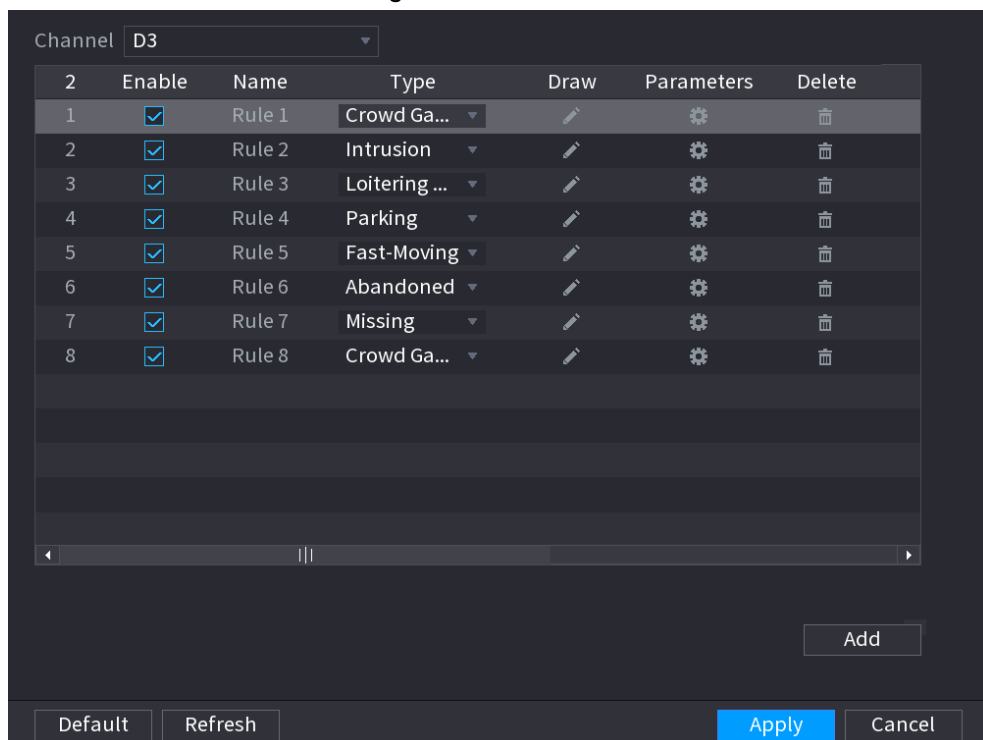 Channel D3
2 Enable Name Type Draw Parameters Delete
1 Rule 1 Crowd Ga...
2 Rule 2 Intrusion
3 Rule 3 Loitering ...
4 Rule 4 Parking
5 Rule 5 Fast-Moving
6 Rule 6 Abandoned
7 Rule 7 Missing
8 Rule 8 Crowd Ga...
Add
Default Refresh Apply Cancel